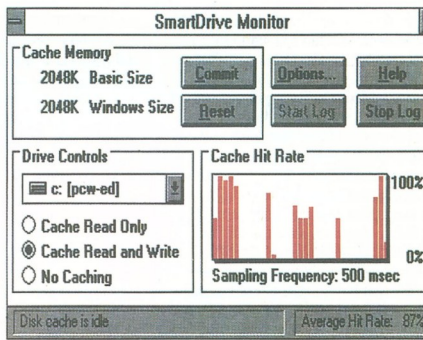 SmartDrive Monitor
Cache Memory
2048K Basic Size
2048K Windows Size
Commit
Reset
Options...
Help
Start Log
Stop Log
Drive Controls
c: [pcw-ed]
Cache Read Only
Cache Read and Write
No Caching
Cache Hit Rate
100%
0%
Sampling Frequency: 500 msec
Disk cache is idle
Average Hit Rate: 87%